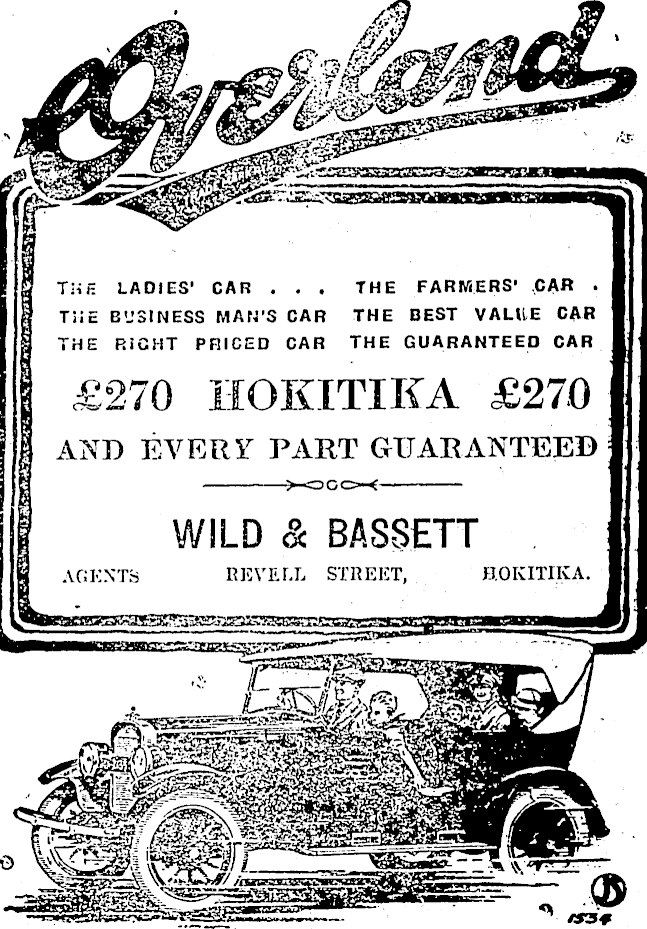 Overland
THE LADIES' CAR . . . THE FARMERS' CAR .
THE BUSINESS MAN'S CAR THE BEST VALUE CAR
THE RIGHT PRICED CAR THE GUARANTEED CAR
£270 HOKITIKA £270
AND EVERY PART GUARANTEED
WILD & BASSETT
AGENTS REVELL STREET, HOKITIKA.
JS
1534